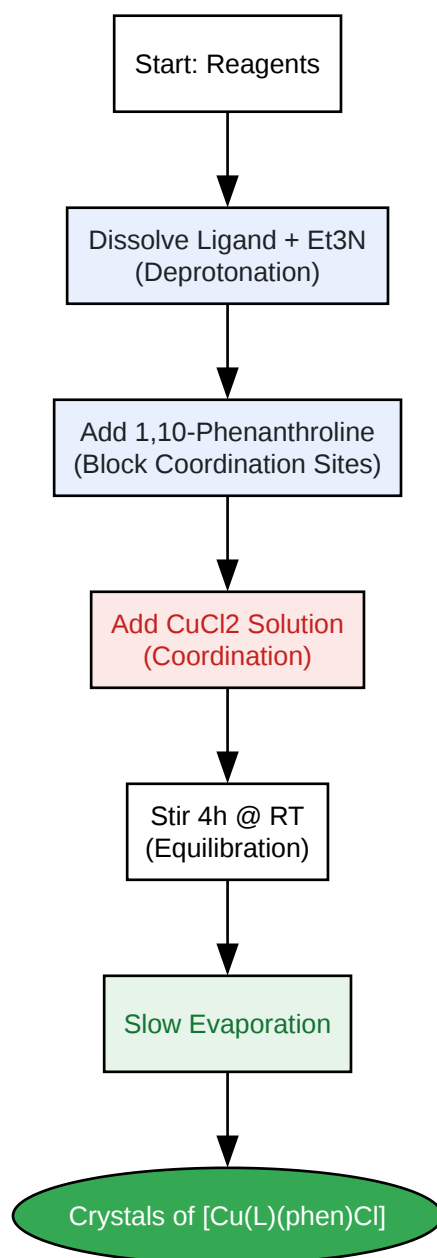 Start: Reagents
Dissolve Ligand + Et3N
(Deprotonation)
Add 1,10-Phenanthroline
(Block Coordination Sites)
Add CuCl2 Solution
(Coordination)
Stir 4h @ RT
(Equilibration)
Slow Evaporation
Crystals of [Cu(L)(phen)Cl]